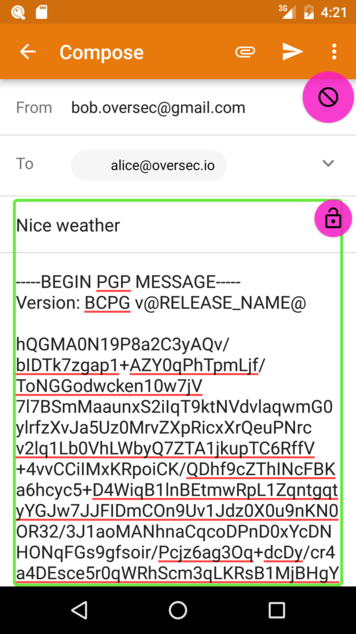 3G 4:21
Compose
From bob.oversec@gmail.com
To alice@oversec.io
Nice weather
-----BEGIN PGP MESSAGE-----
Version: BCPG v@RELEASE_NAME@
hQGMA0N19P8a2C3yAQv/
bIDTk7zgap1+AZY0qPhTpmLjf/
ToNGGodwcken10w7jV
7l7BSmMaaunxS2iIqT9ktNVdvlaqwmG0
ylrfzXvJa5Uz0MrvZXpRicxXrQeuPNrc
v2lq1Lb0VhLWbyQ7ZTA1jkupTC6RffV
+4vvCCiIMxKRpoiCK/QDhf9cZThINcFBK
a6hcyc5+D4WiqB1lnBEtmwRpL1Zqntgqt
yYGJw7JJFIDmCOn9Uv1Jdz0X0u9nKN0
OR32/3J1aoMANhnaCqcoDPnD0xYcDN
HONqFGs9gfsoir/Pcjz6ag3Oq+dcDy/cr4
a4DEsce5r0qWRhScm3qLKRsB1MjBHgY